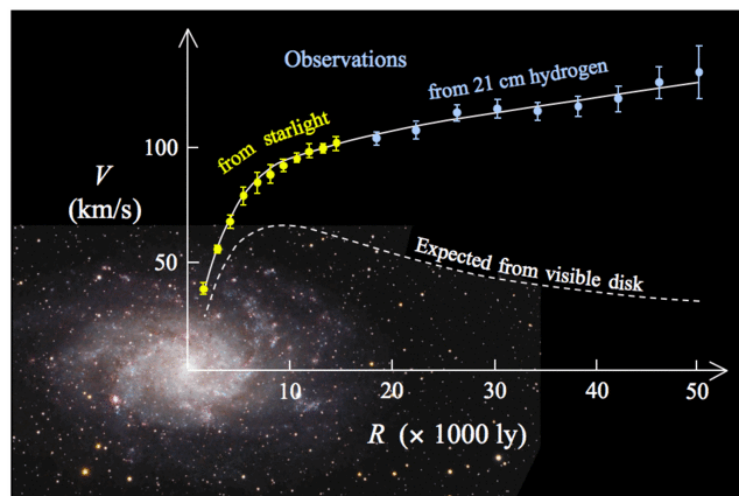 Observations
from 21 cm hydrogen
from starlight
100
V
(km/s)
50
Expected from visible disk
10
20
30
40
50
R (× 1000 ly)